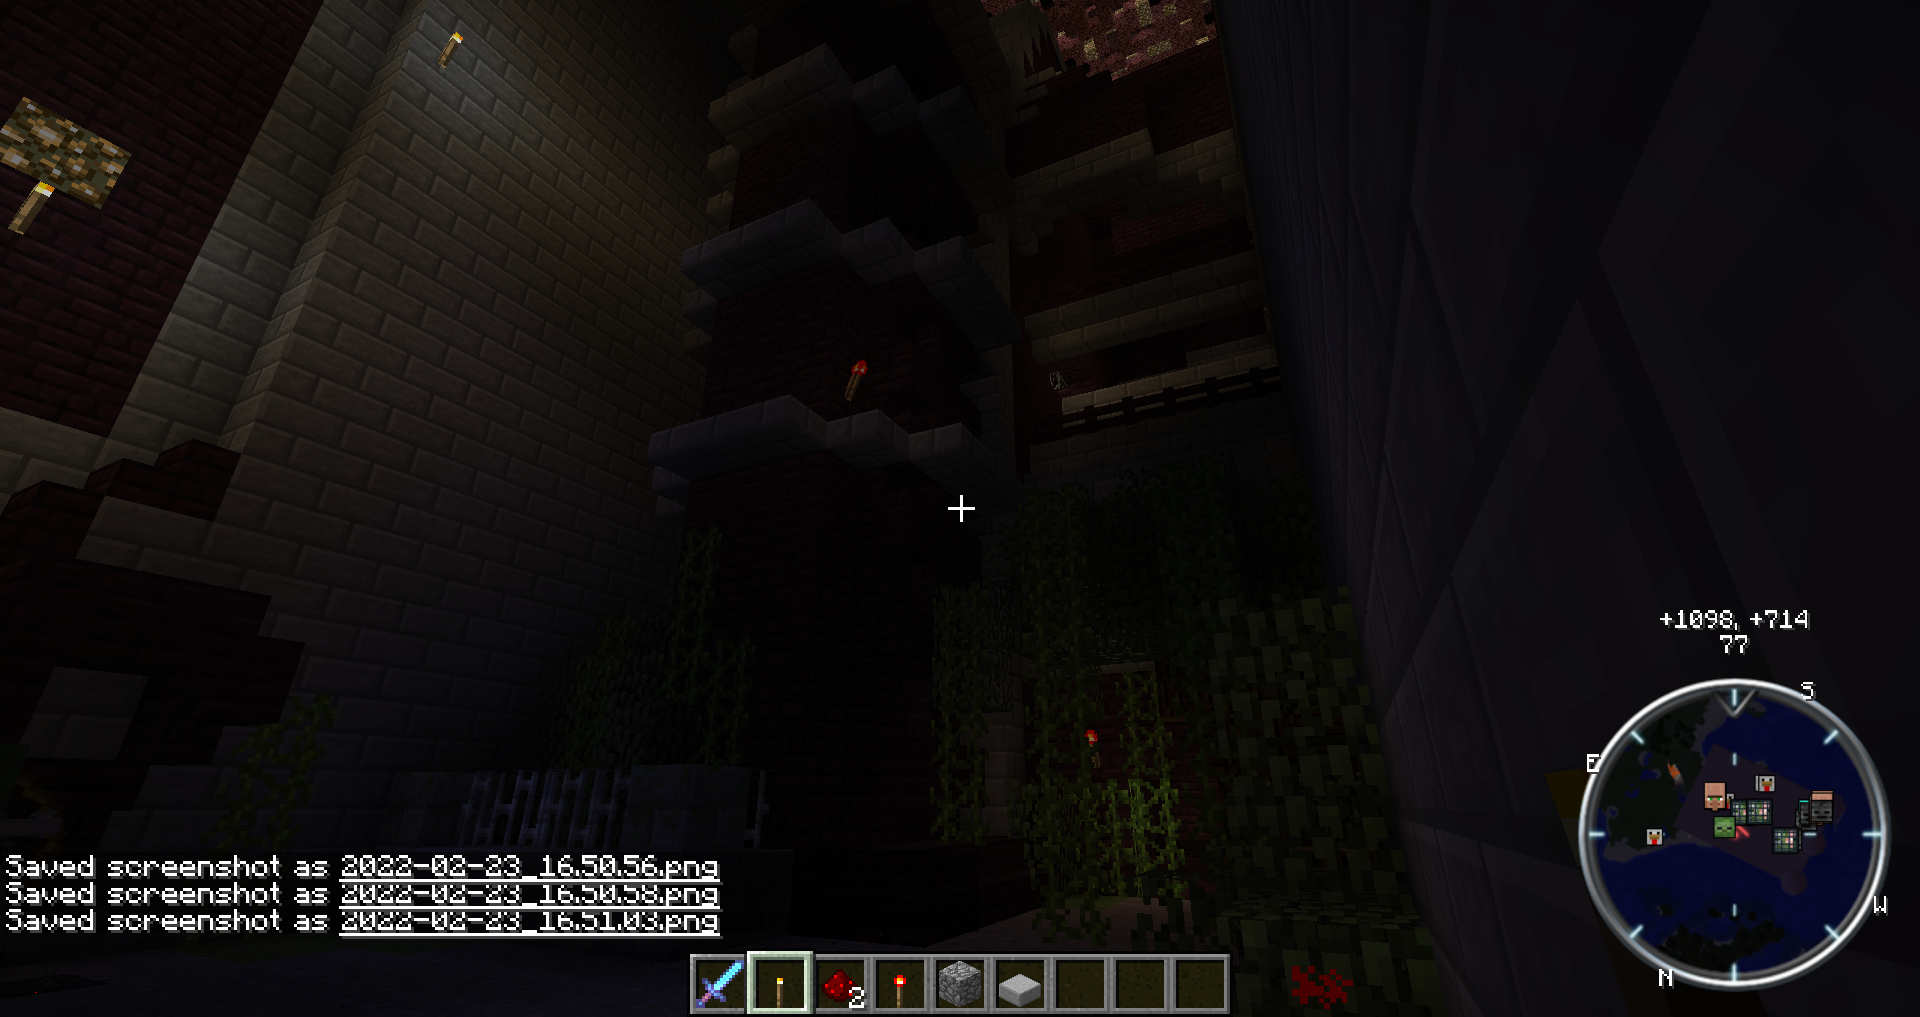 +1098, +714
77
S
E
W
N
Saved screenshot as 2022-02-23_16.50.56.png
Saved screenshot as 2022-02-23_16.50.58.png
Saved screenshot as 2022-02-23_16.51.03.png
2